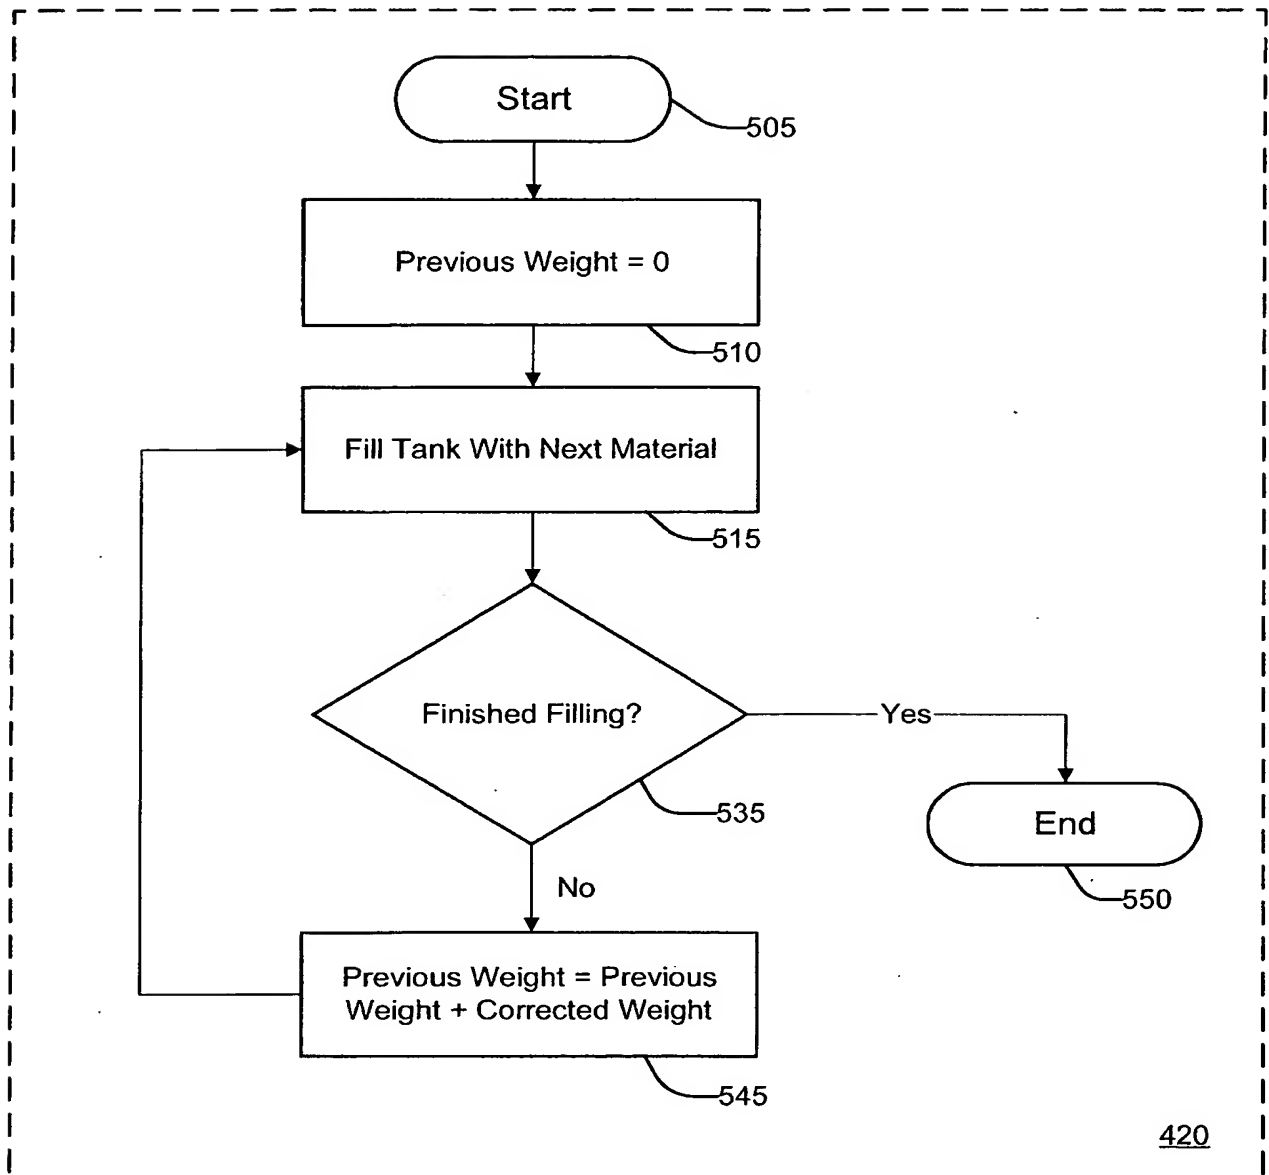 Start
505
Previous Weight = 0
510
Fill Tank With Next Material
515
Finished Filling?
Yes
535
End
550
No
Previous Weight = Previous
Weight + Corrected Weight
545
420